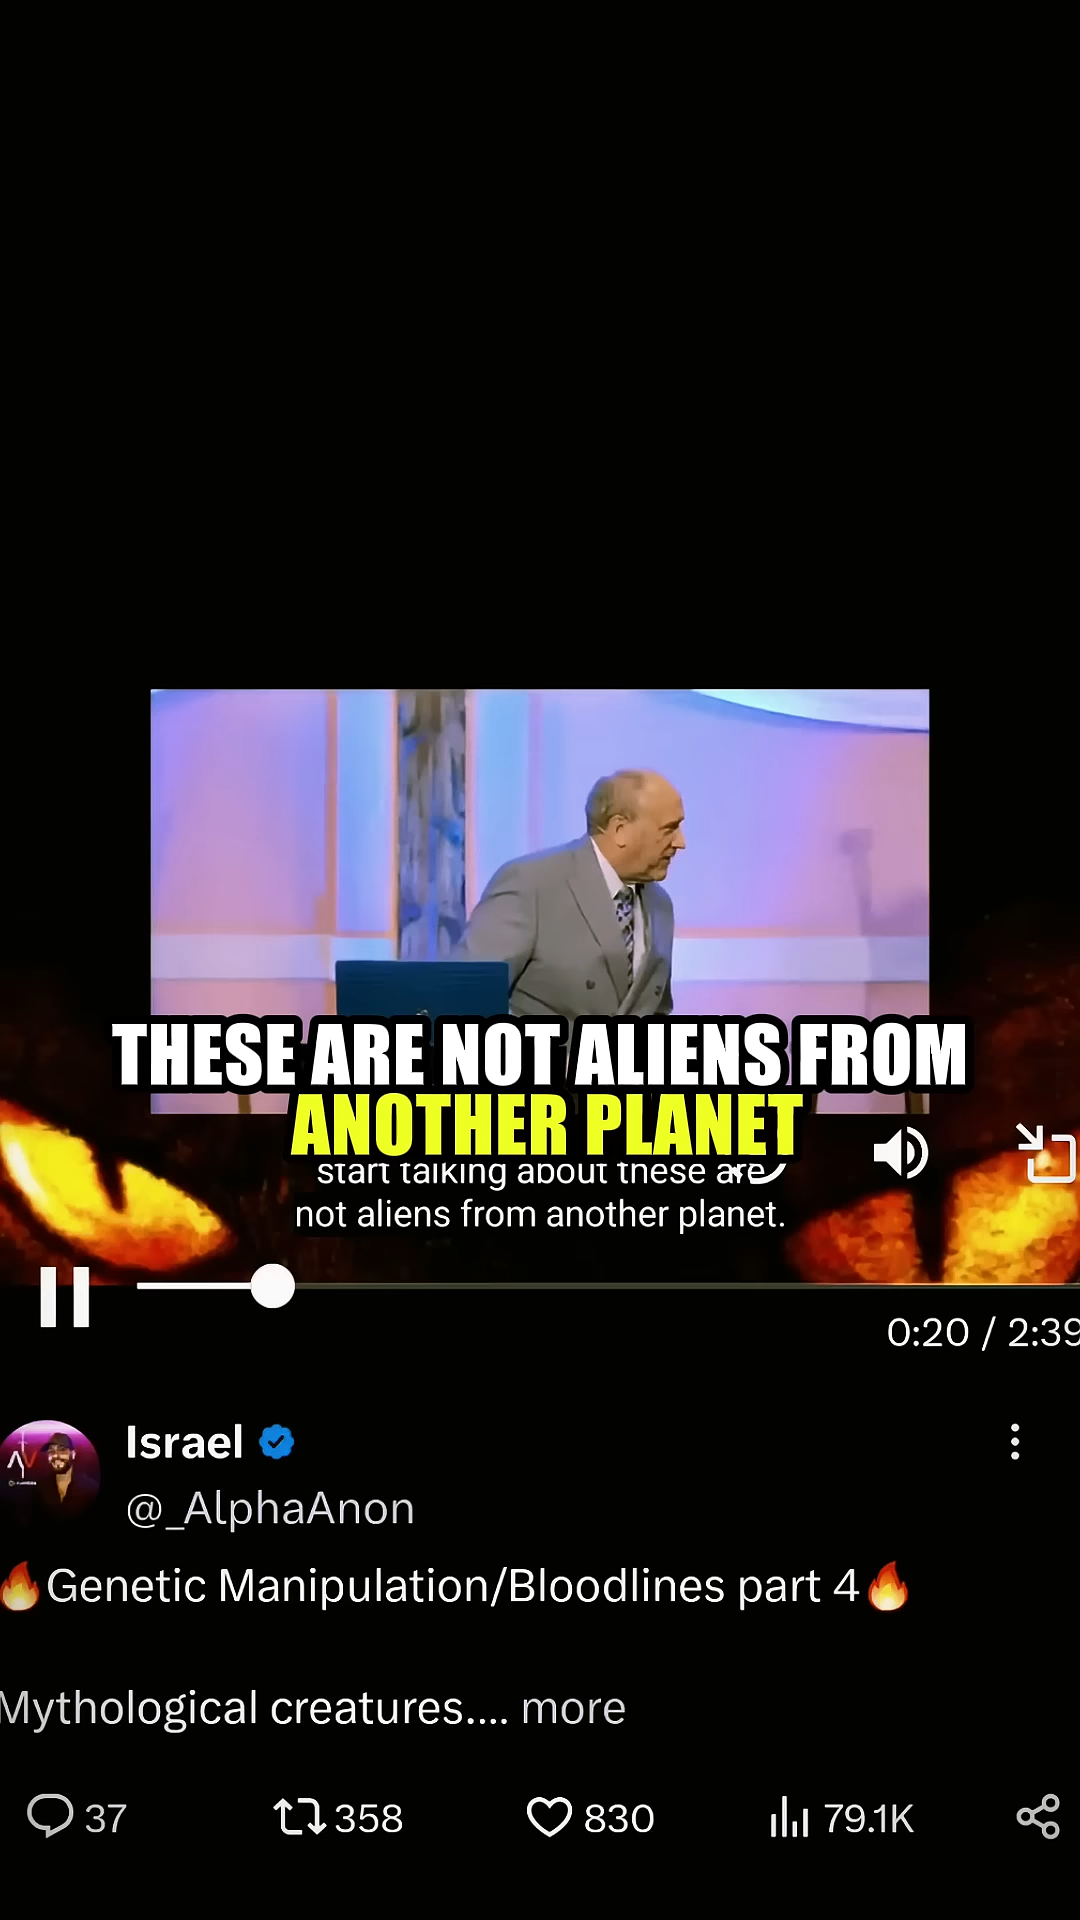 THESE ARE NOT ALIENS FROM
ANOTHER PLANET
start talking about these are
not aliens from another planet.
0:20 / 2:39
Israel
@_AlphaAnon
🔥Genetic Manipulation/Bloodlines part 4🔥
Mythological creatures.... more
37 358 830 79.1K